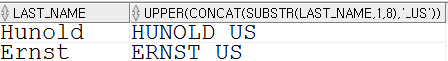 LAST_NAME UPPER(CONCAT(SUBSTR(LAST_NAME,1,8),'_US'))
Hunold HUNOLD US
Ernst ERNST US